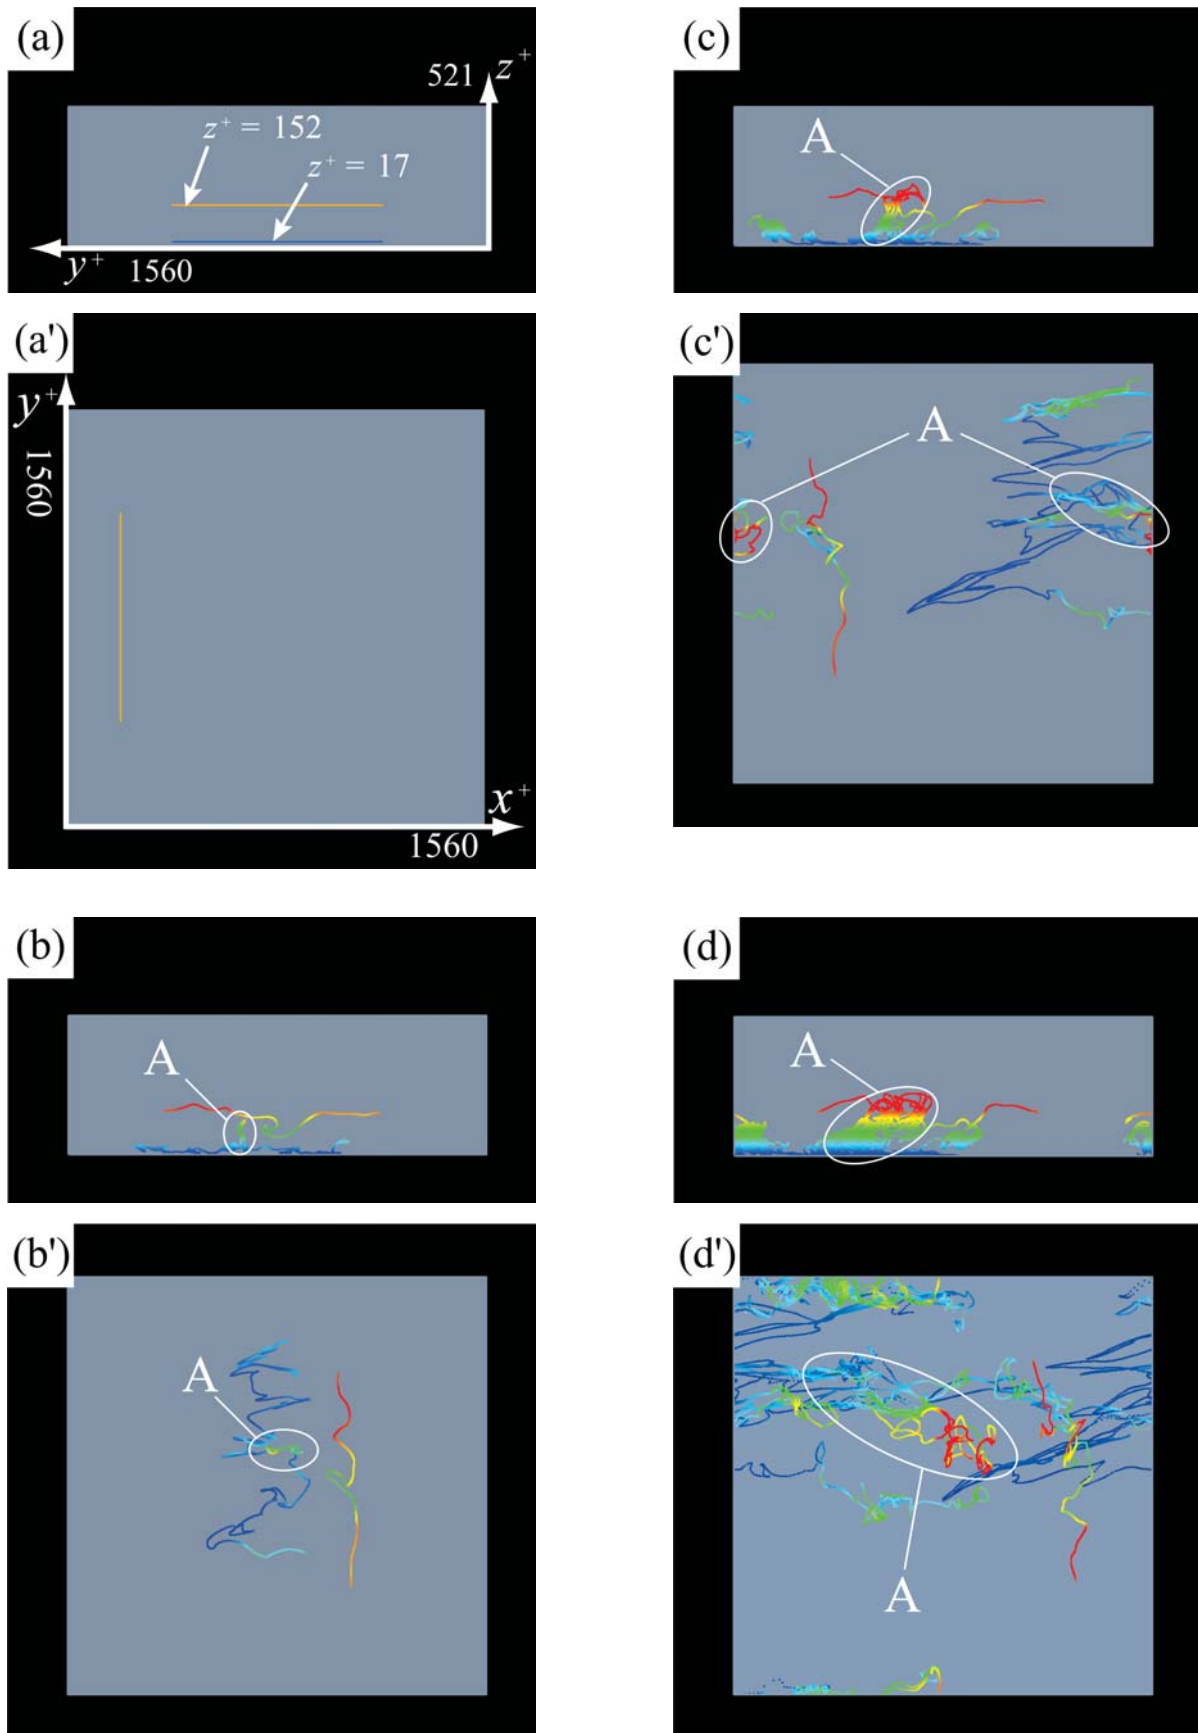 (a)
521 z⁺
z⁺ = 152
z⁺ = 17
y⁺ 1560
(a')
y⁺
1560
x⁺
1560
(c)
A
(c')
A
(b)
A
(b')
A
(d)
A
(d')
A